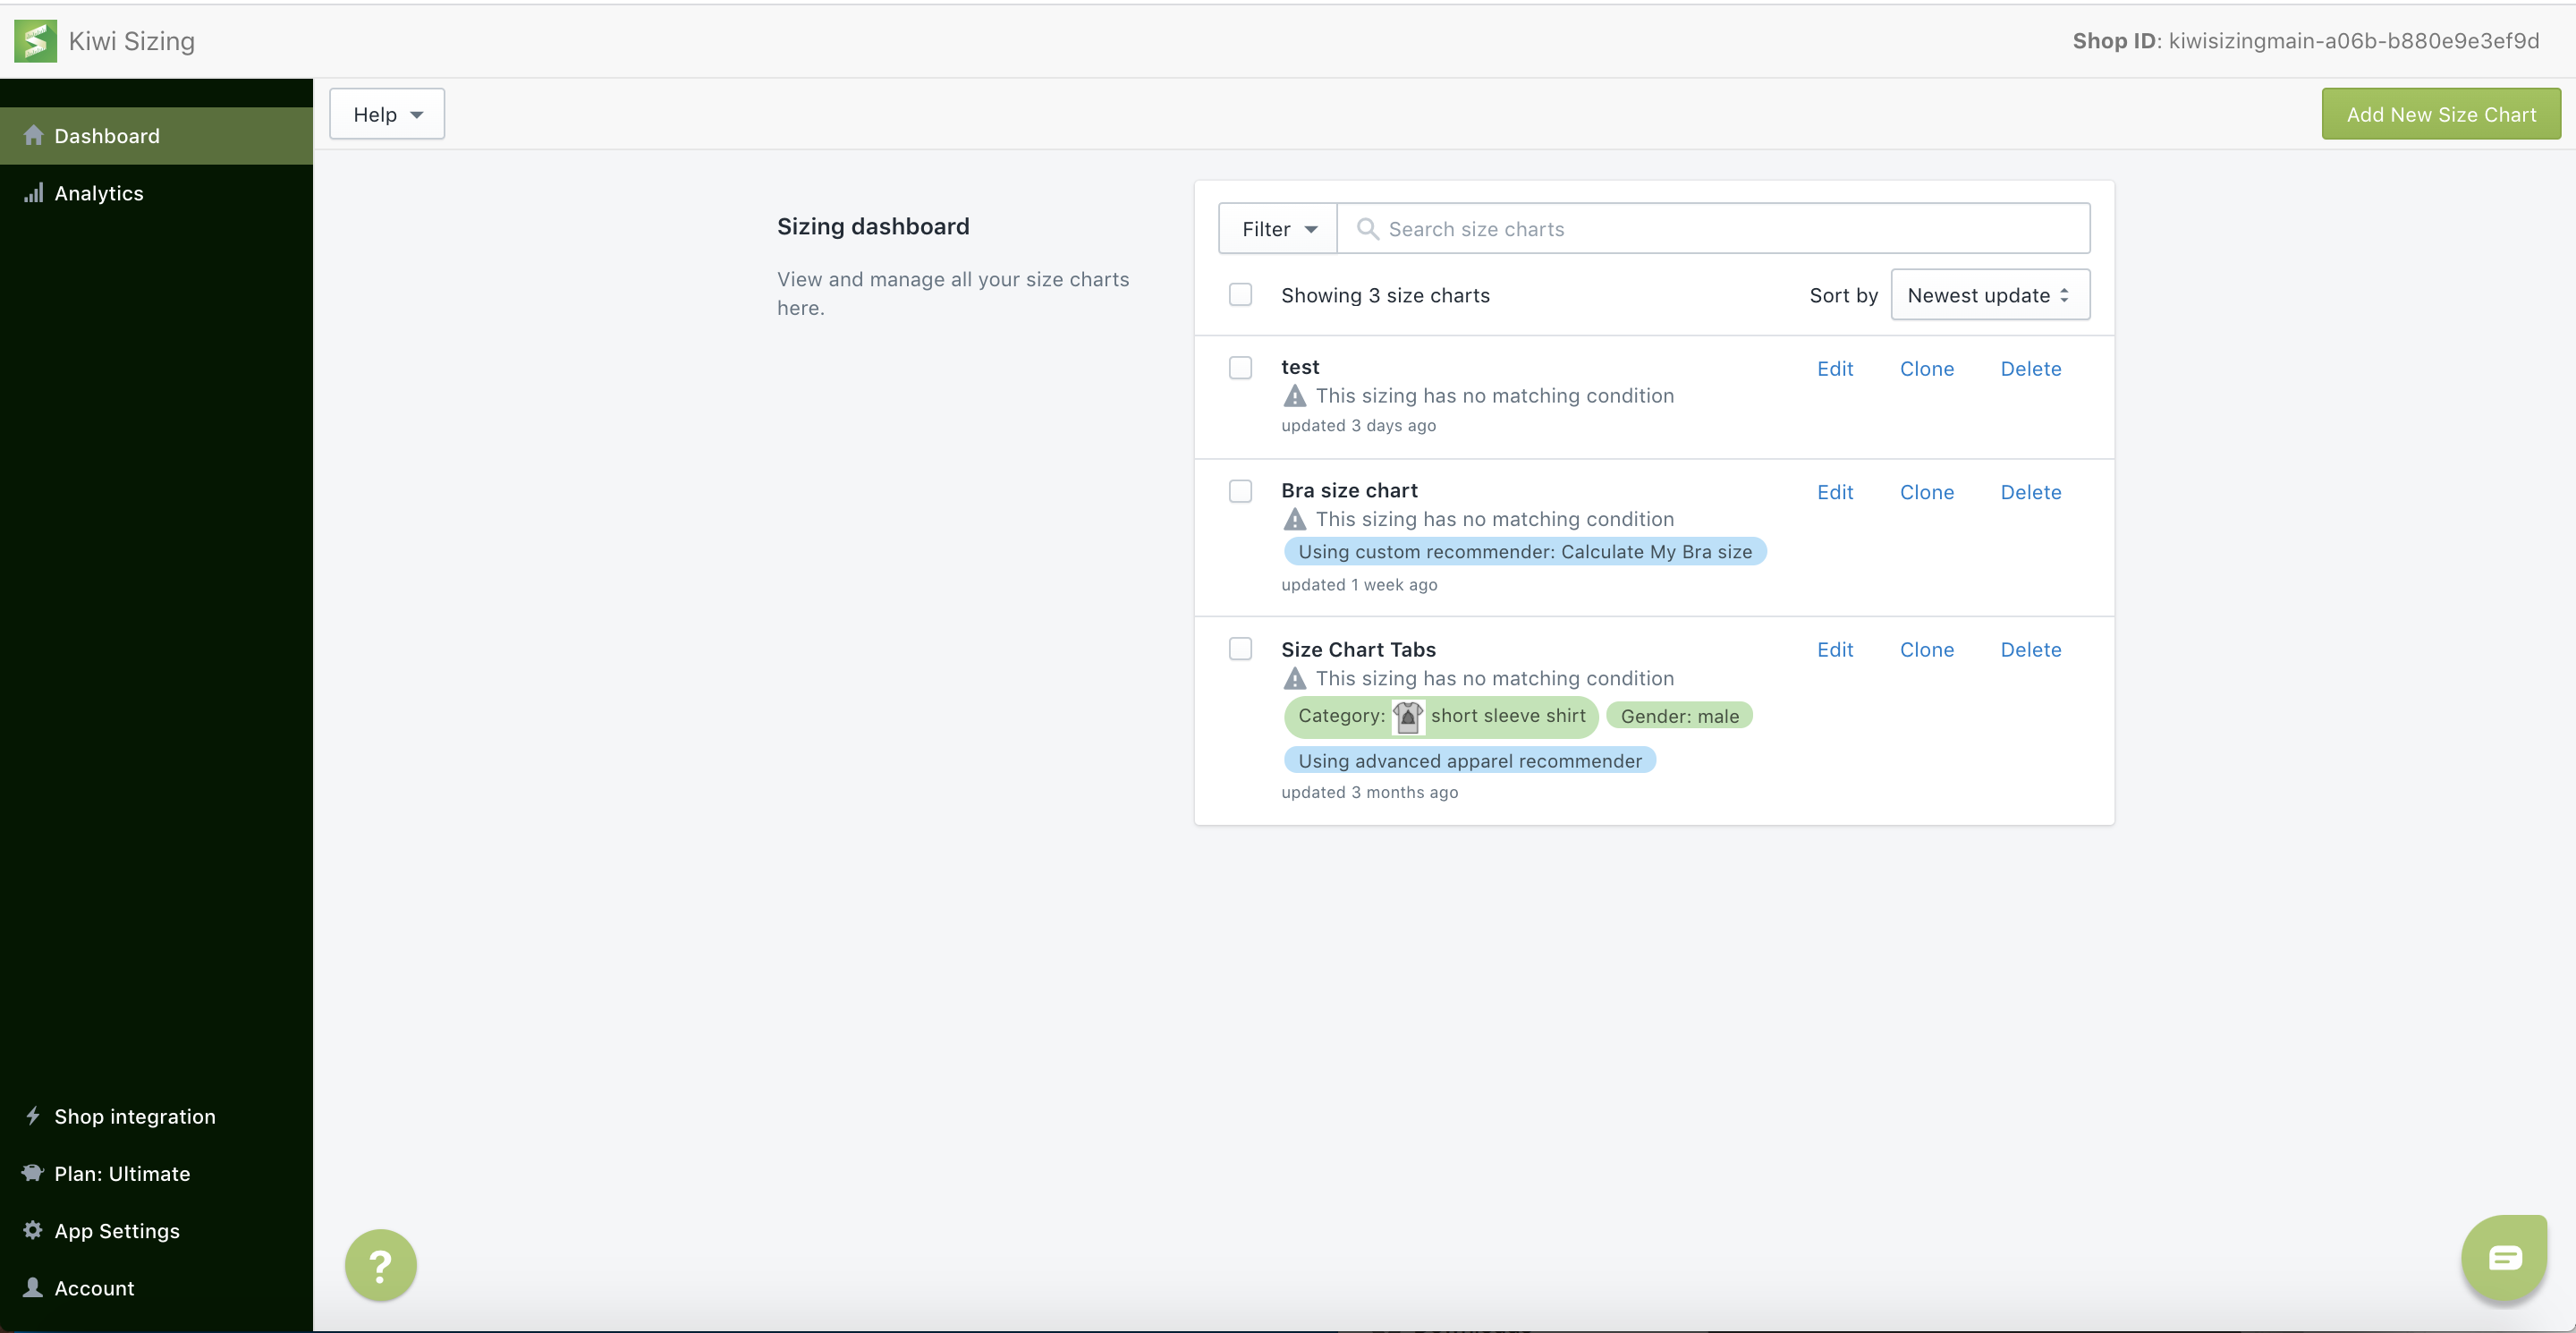 Kiwi Sizing
Shop ID: kiwisizingmain-a06b-b880e9e3ef9d
Dashboard
Analytics
Shop integration
Plan: Ultimate
App Settings
Account
Help
Add New Size Chart
Sizing dashboard
View and manage all your size charts
here.
Filter
Search size charts
Showing 3 size charts
Sort by Newest update
test
Edit Clone Delete
This sizing has no matching condition
updated 3 days ago
Bra size chart
Edit Clone Delete
This sizing has no matching condition
Using custom recommender: Calculate My Bra size
updated 1 week ago
Size Chart Tabs
Edit Clone Delete
This sizing has no matching condition
Category: short sleeve shirt Gender: male
Using advanced apparel recommender
updated 3 months ago
?